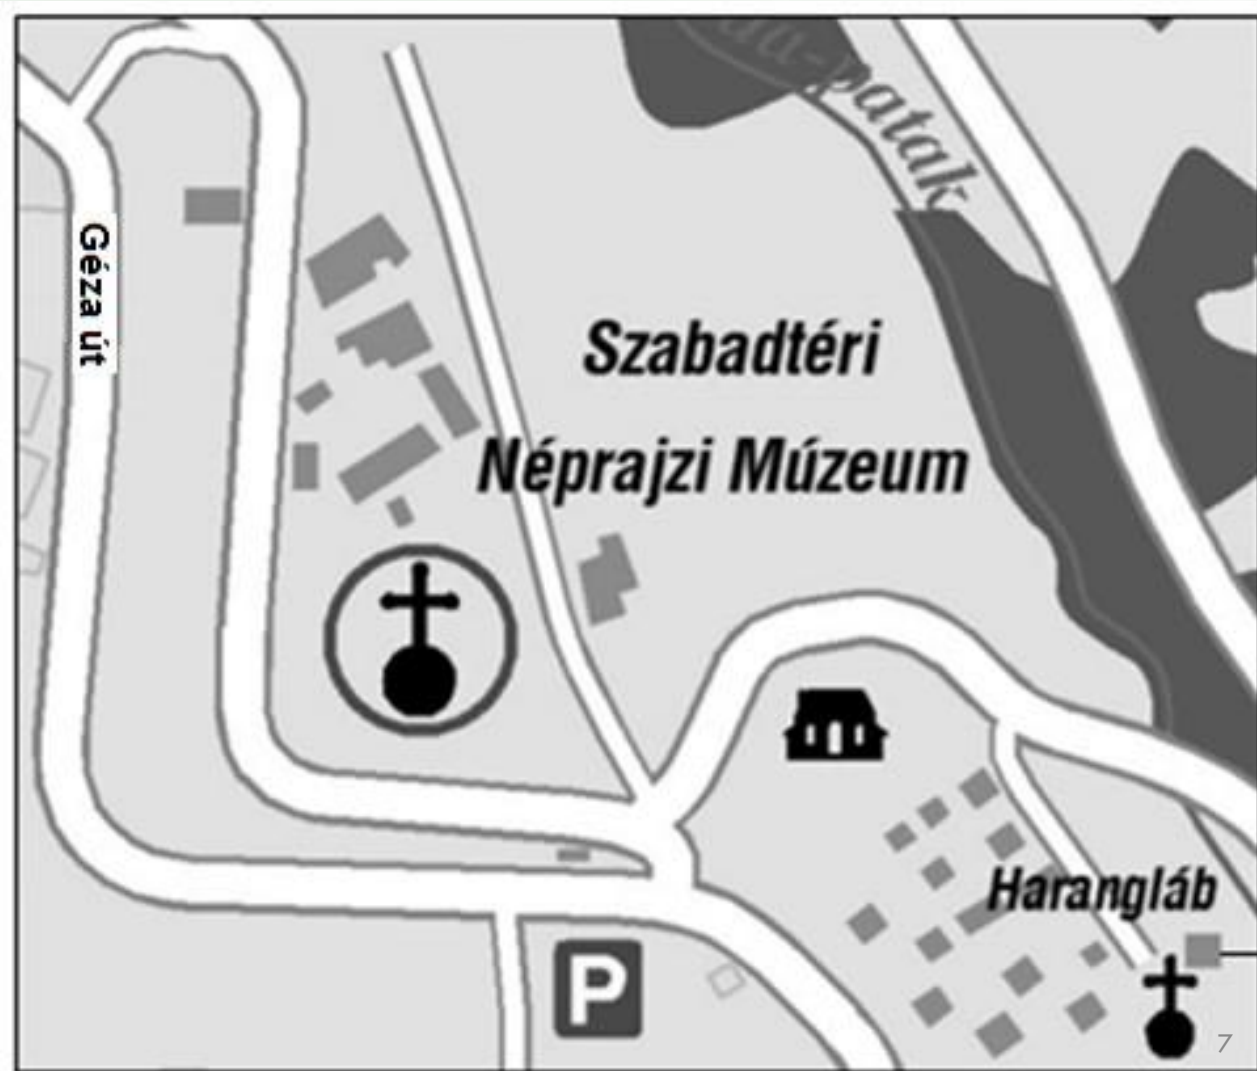 patak
Géza út
Szabadtéri
Néprajzi Múzeum
Harangláb
P
7